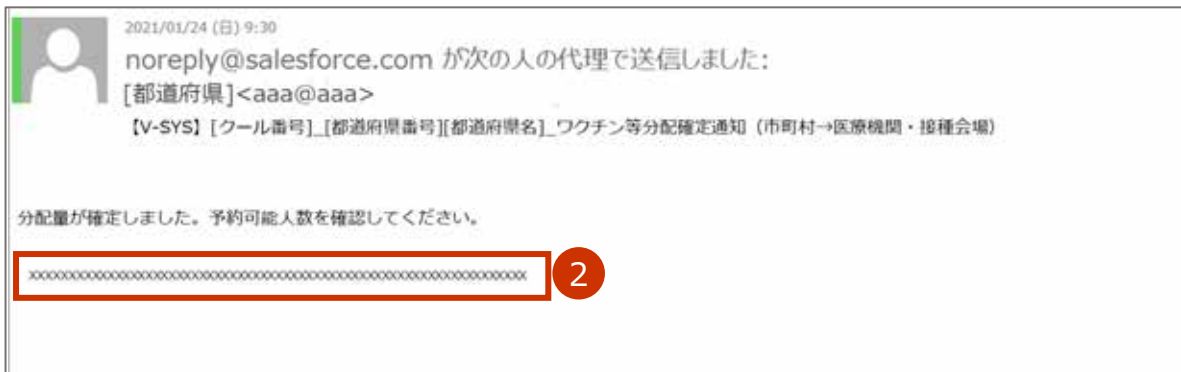 2021/01/24 (日) 9:30
noreply@salesforce.com が次の人の代理で送信しました:
[都道府県]<aaa@aaa>
【V-SYS】[クール番号]_[都道府県番号][都道府県名]_ワクチン等分配確定通知（市町村→医療機関・接種会場）
分配量が確定しました。予約可能人数を確認してください。
2